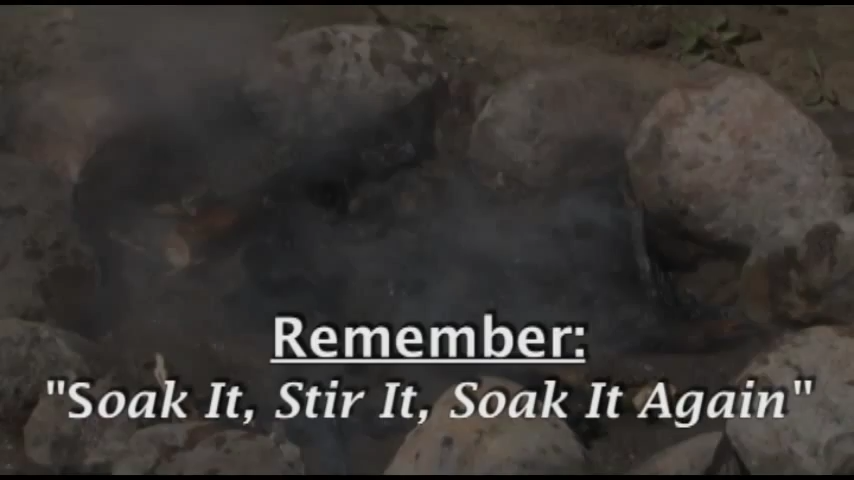 Remember:
"Soak It, Stir It, Soak It Again"